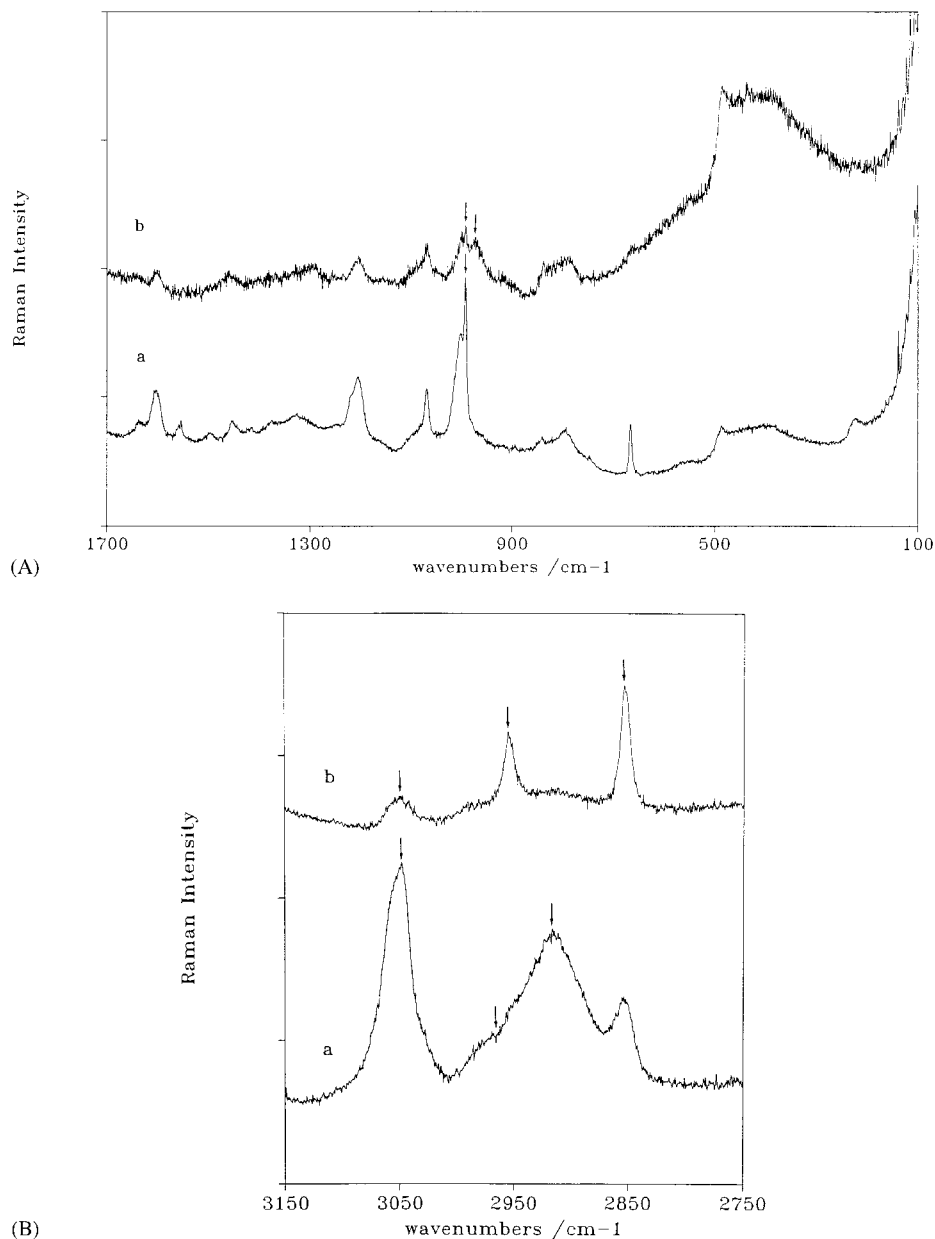 Raman Intensity
b
a
1700
1300
900
500
100
wavenumbers /cm-1
(A)
Raman Intensity
b
a
3150
3050
2950
2850
2750
wavenumbers /cm-1
(B)